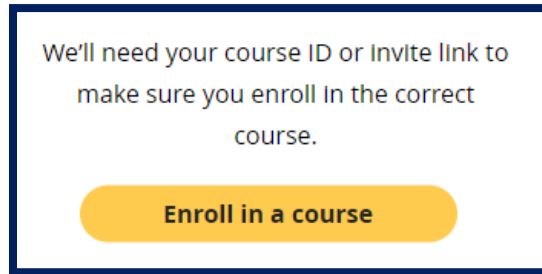 We’ll need your course ID or invite link to
make sure you enroll in the correct
course.
Enroll in a course